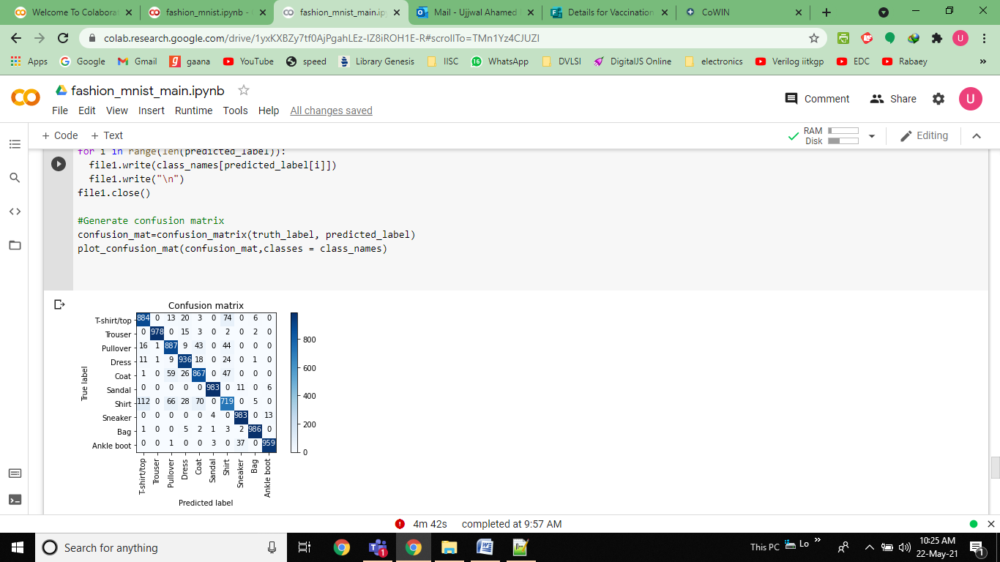 Welcome To Colaborat
fashion_mnist.ipynb -
fashion_mnist_main.ip
Mail - Ujjwal Ahamed
Details for Vaccination
CoWIN
colab.research.google.com/drive/1yxKXBZy7tf0AjPgahLEz-IZ8iROH1E-R#scrollTo=TMn1Yz4CJUZI
U
Apps Google Gmail gaana YouTube speed Library Genesis IISC 16 WhatsApp DVLSI DigitalJS Online electronics Verilog iitkgp EDC Rabaey »
fashion_mnist_main.ipynb
Comment Share U
File Edit View Insert Runtime Tools Help All changes saved
+ Code + Text
RAM
Disk
Editing
for i in range(len(predicted_label)):
file1.write(class_names[predicted_label[i]])
file1.write("\n")
file1.close()
#Generate confusion matrix
confusion_mat=confusion_matrix(truth_label, predicted_label)
plot_confusion_mat(confusion_mat,classes = class_names)
Confusion matrix
T-shirt/top 884 0 13 20 3 0 74 0 6 0
Trouser 0 978 0 15 3 0 2 0 2 0
Pullover 16 1 887 9 43 0 44 0 0 0
Dress 11 1 9 936 18 0 24 0 1 0
Coat 1 0 59 26 867 0 47 0 0 0
Sandal 0 0 0 0 0 983 0 11 0 6
Shirt 112 0 66 28 70 0 719 0 5 0
Sneaker 0 0 0 0 0 4 0 983 0 13
Bag 1 0 0 5 2 1 3 2 986 0
Ankle boot 0 0 1 0 0 3 0 37 0 959
True label
T-shirt/top Trouser Pullover Dress Coat Sandal Shirt Sneaker Bag Ankle boot
Predicted label
800
600
400
200
0
4m 42s completed at 9:57 AM
Search for anything
1
This PC
Lo »
10:25 AM
22-May-21
1